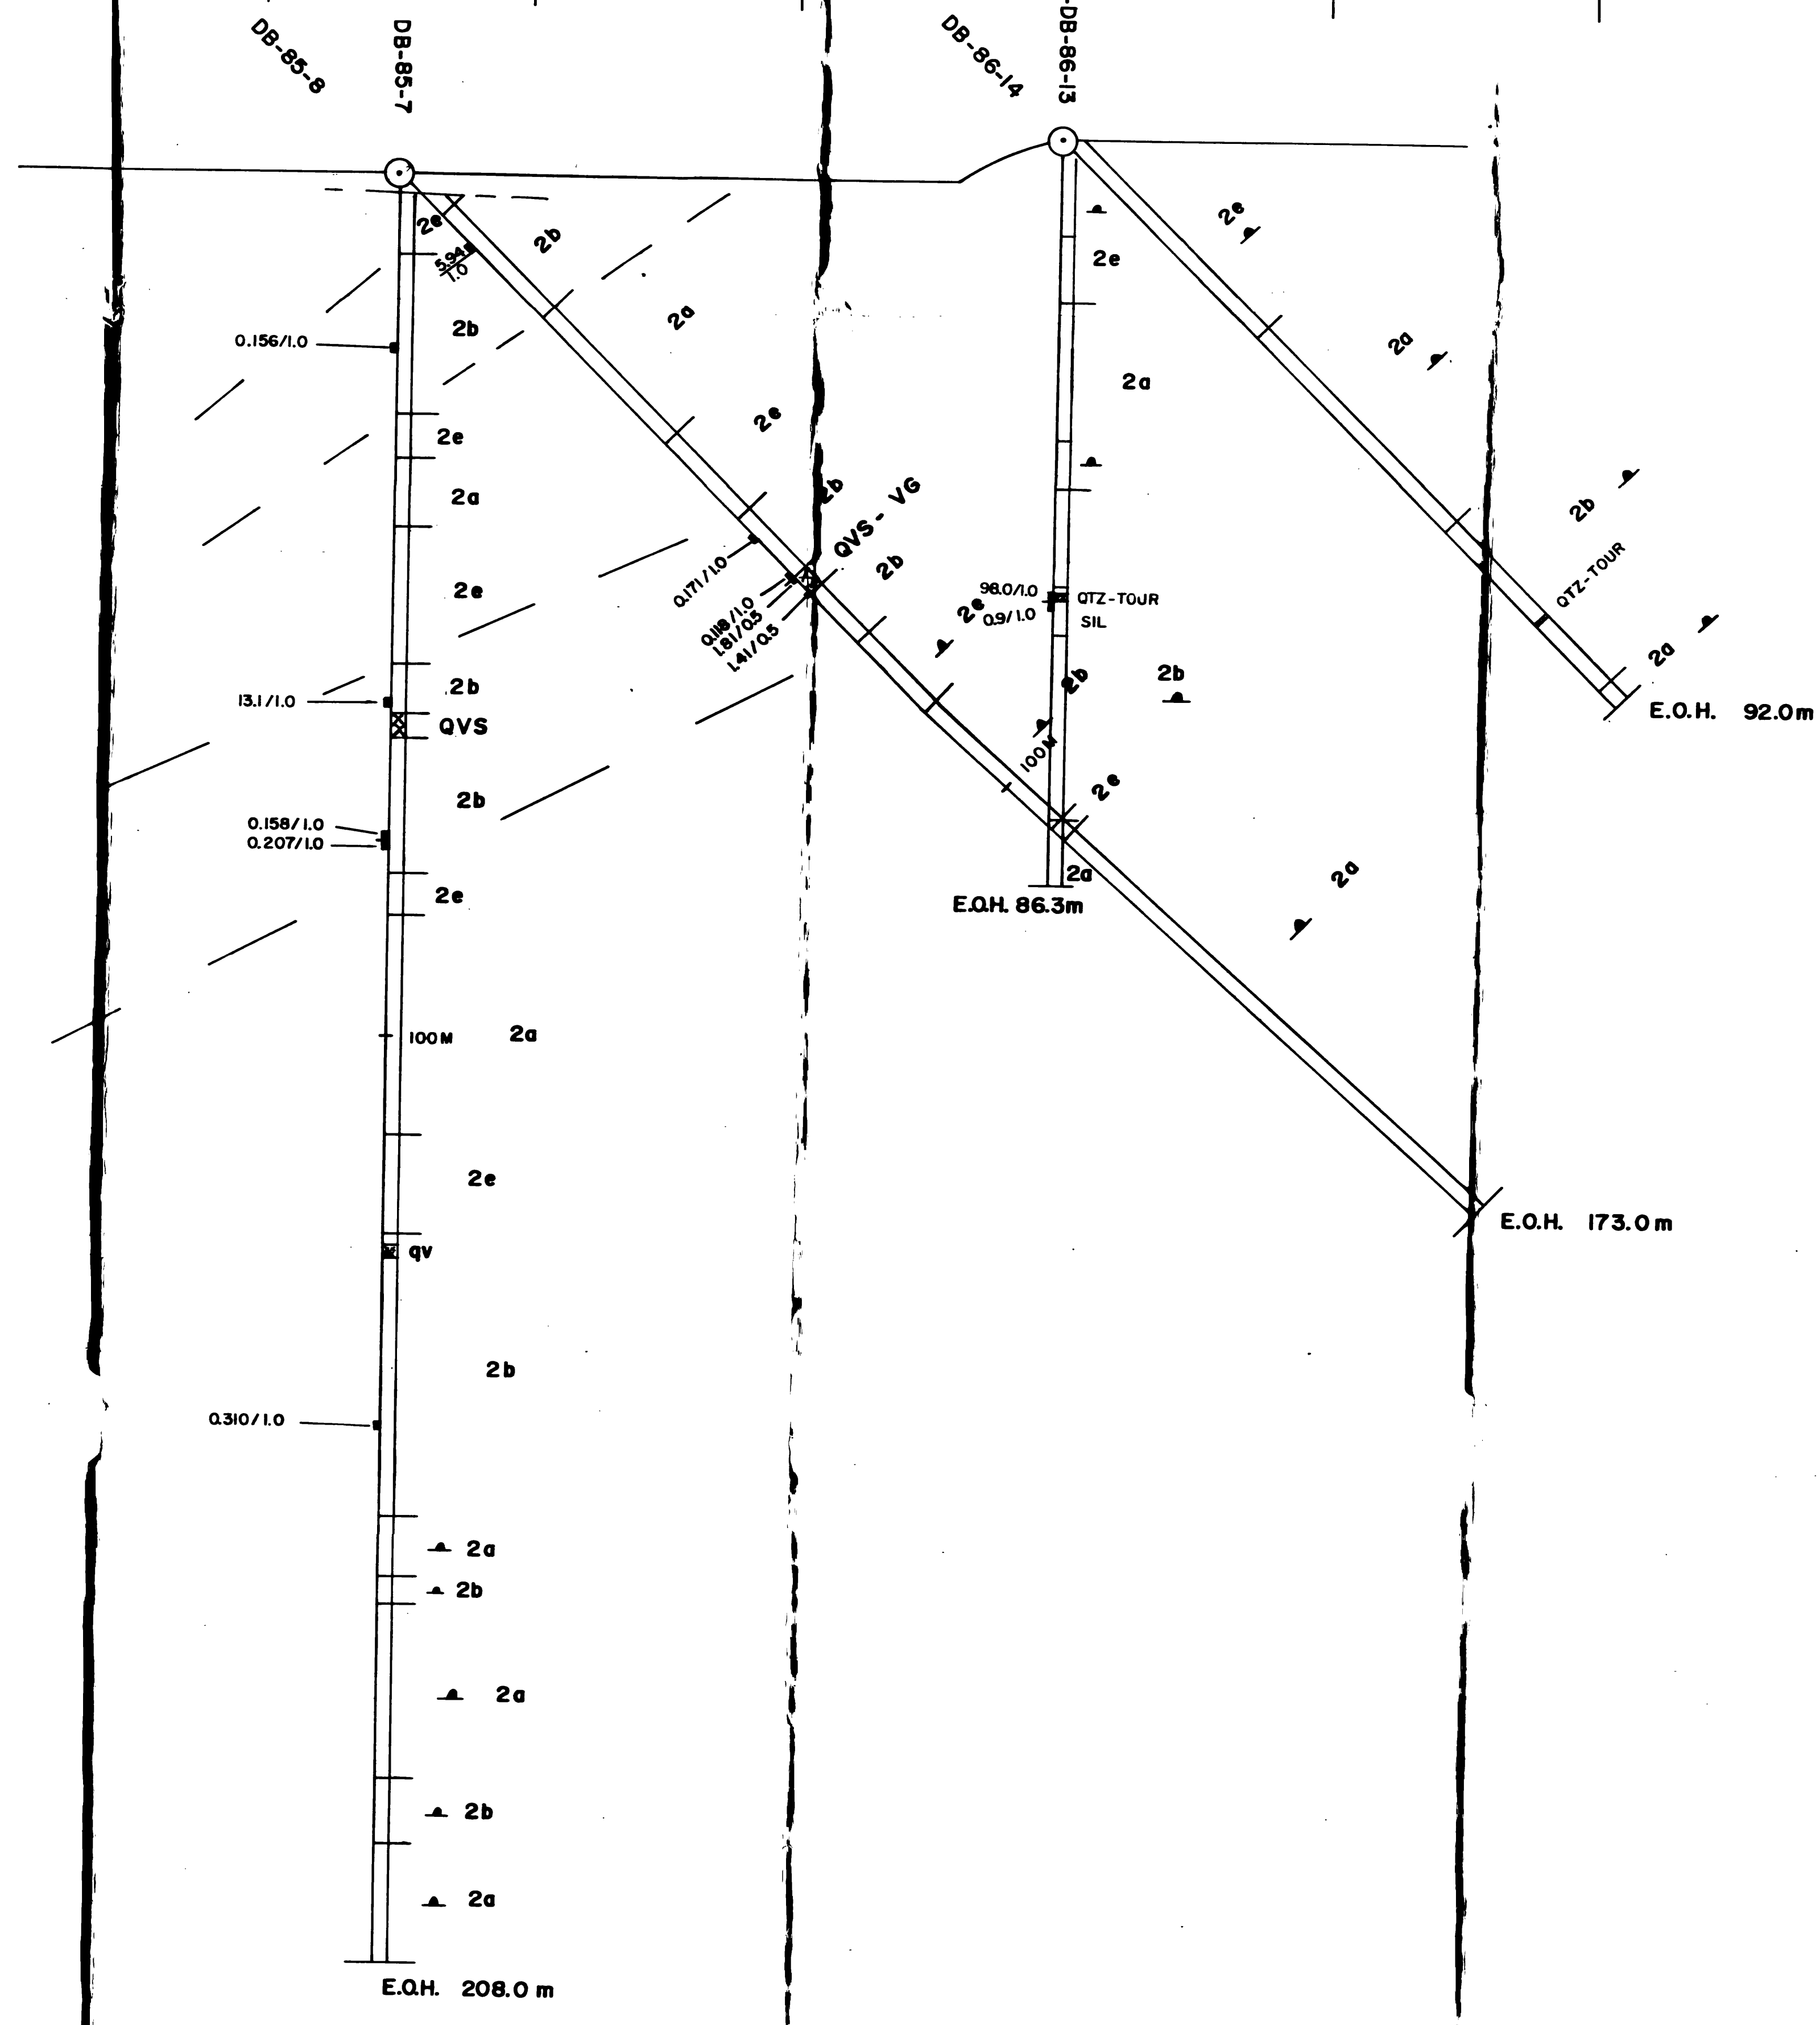 DB-85-8
DB-85-7
DB-86-14
DB-86-13
2e
5.94
1.0
2b
2a
2e
2b
QVS - VG
2b
2e
2b
100M
2e
2a
E.O.H. 173.0m
0.171/1.0
0.118/1.0
1.81/0.5
1.41/0.5
0.156/1.0
2b
2e
2a
2e
13.1/1.0
2b
QVS
2b
0.158/1.0
0.207/1.0
2e
100M
2a
2e
qv
2b
0.310/1.0
2a
2b
2a
2b
2a
E.O.H. 208.0 m
2e
2a
98.0/1.0
QTZ-TOUR
0.9/1.0
SIL
2b
2a
E.O.H. 86.3m
2e
2a
2b
QTZ-TOUR
2a
E.O.H. 92.0m